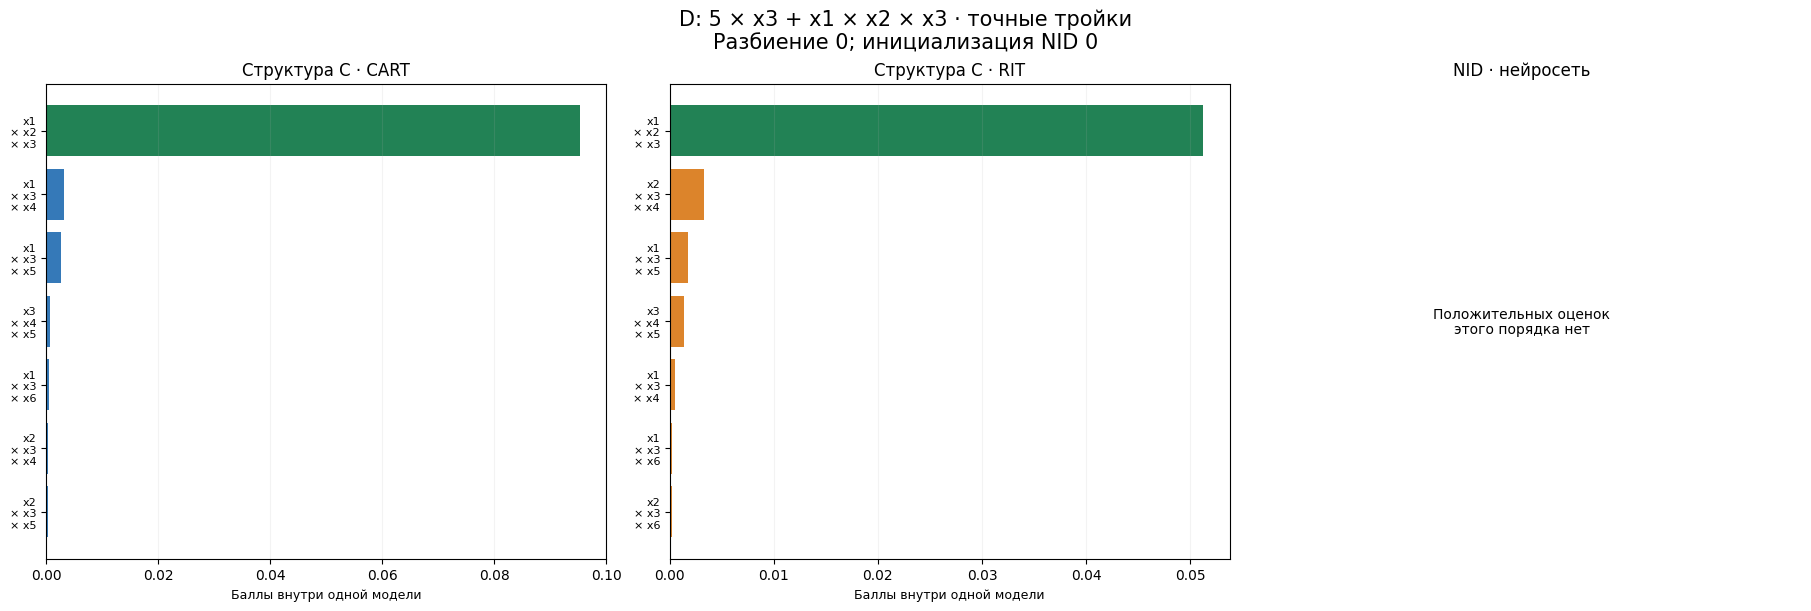 D: 5 × x3 + x1 × x2 × x3 · точные тройки
Разбиение 0; инициализация NID 0
Структура C · CART
x1
× x2
× x3
x1
× x3
× x4
x1
× x3
× x5
x3
× x4
× x5
x1
× x3
× x6
x2
× x3
× x4
x2
× x3
× x5
0.00
0.02
0.04
0.06
0.08
0.10
Баллы внутри одной модели
Структура C · RIT
x1
× x2
× x3
x2
× x3
× x4
x1
× x3
× x5
x3
× x4
× x5
x1
× x3
× x4
x1
× x3
× x6
x2
× x3
× x6
0.00
0.01
0.02
0.03
0.04
0.05
Баллы внутри одной модели
NID · нейросеть
Положительных оценок
этого порядка нет